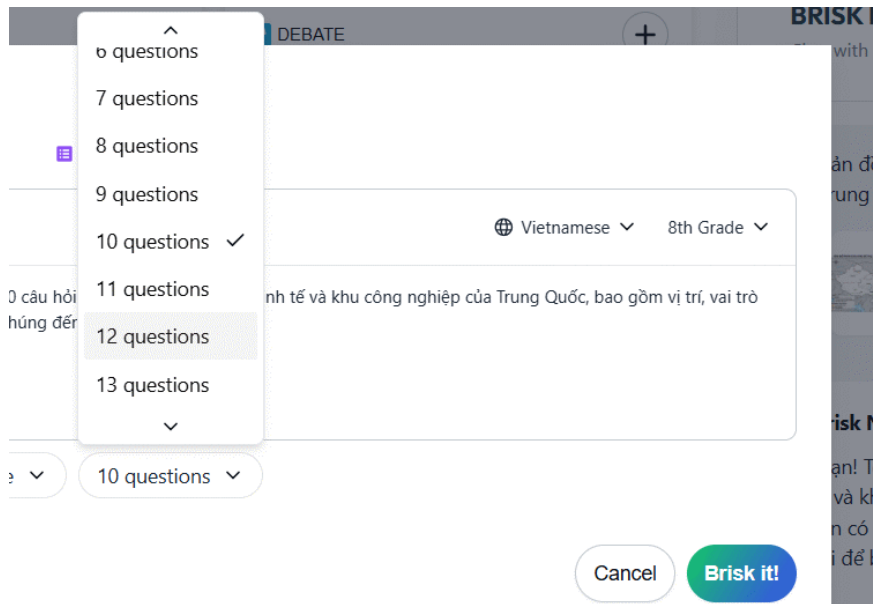 BRISK
DEBATE
with
6 questions
7 questions
8 questions
9 questions
10 questions
11 questions
12 questions
13 questions
Vietnamese
8th Grade
0 câu hỏi
nh tế và khu công nghiệp của Trung Quốc, bao gồm vị trí, vai trò
húng đến
10 questions
Cancel
Brisk it!
ản đồ
rung
risk N
ạn! T
và kh
n có
i để b